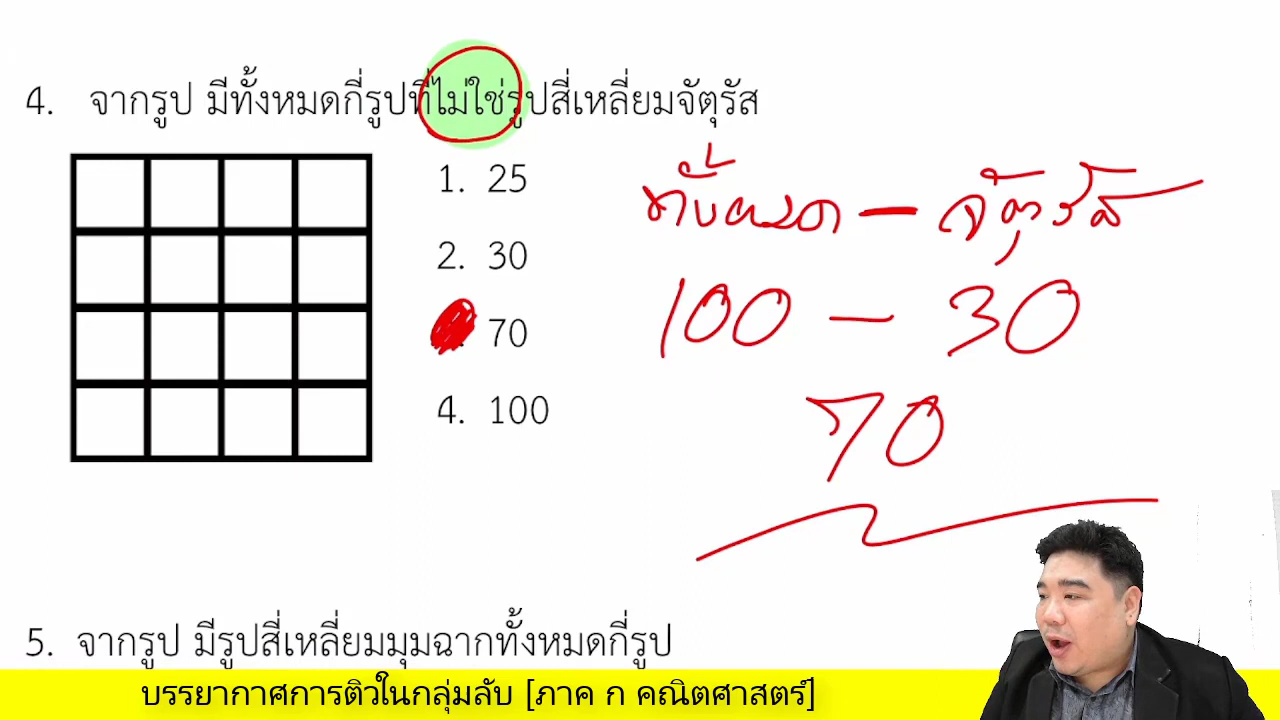 4. จากรูป มีทั้งหมดกี่รูปที่ไม่ใช่รูปสี่เหลี่ยมจัตุรัส
1. 25
2. 30
70
4. 100
ทั้งหมด – จัตุรัส
100 – 30
70
5. จากรูป มีรูปสี่เหลี่ยมมุมฉากทั้งหมดกี่รูป
บรรยากาศการติวในกลุ่มลับ [ภาค ก คณิตศาสตร์]